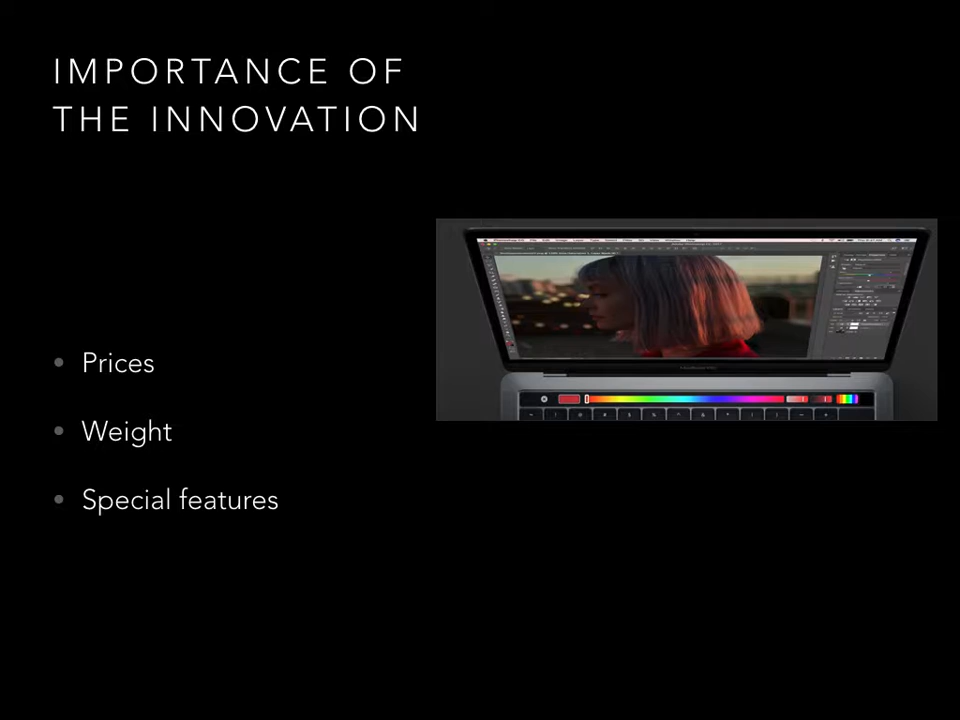 IMPORTANCE OF
THE INNOVATION
• Prices
• Weight
• Special features